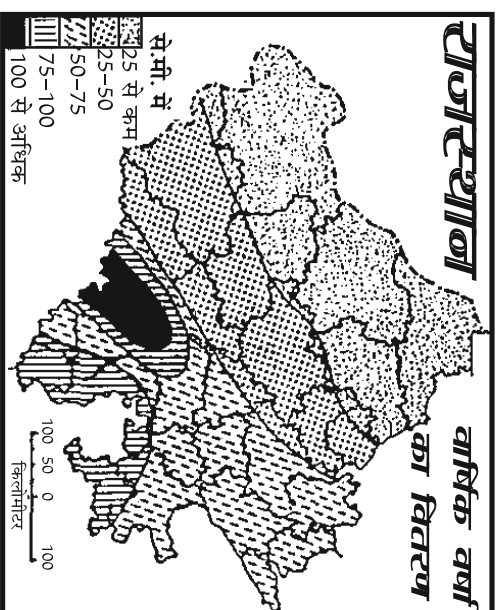 राजस्थान
वार्षिक वर्षा
का वितरण
से.मी. में
25 से कम
25-50
50-75
75-100
100 से अधिक
100 50 0 100
किलोमीटर